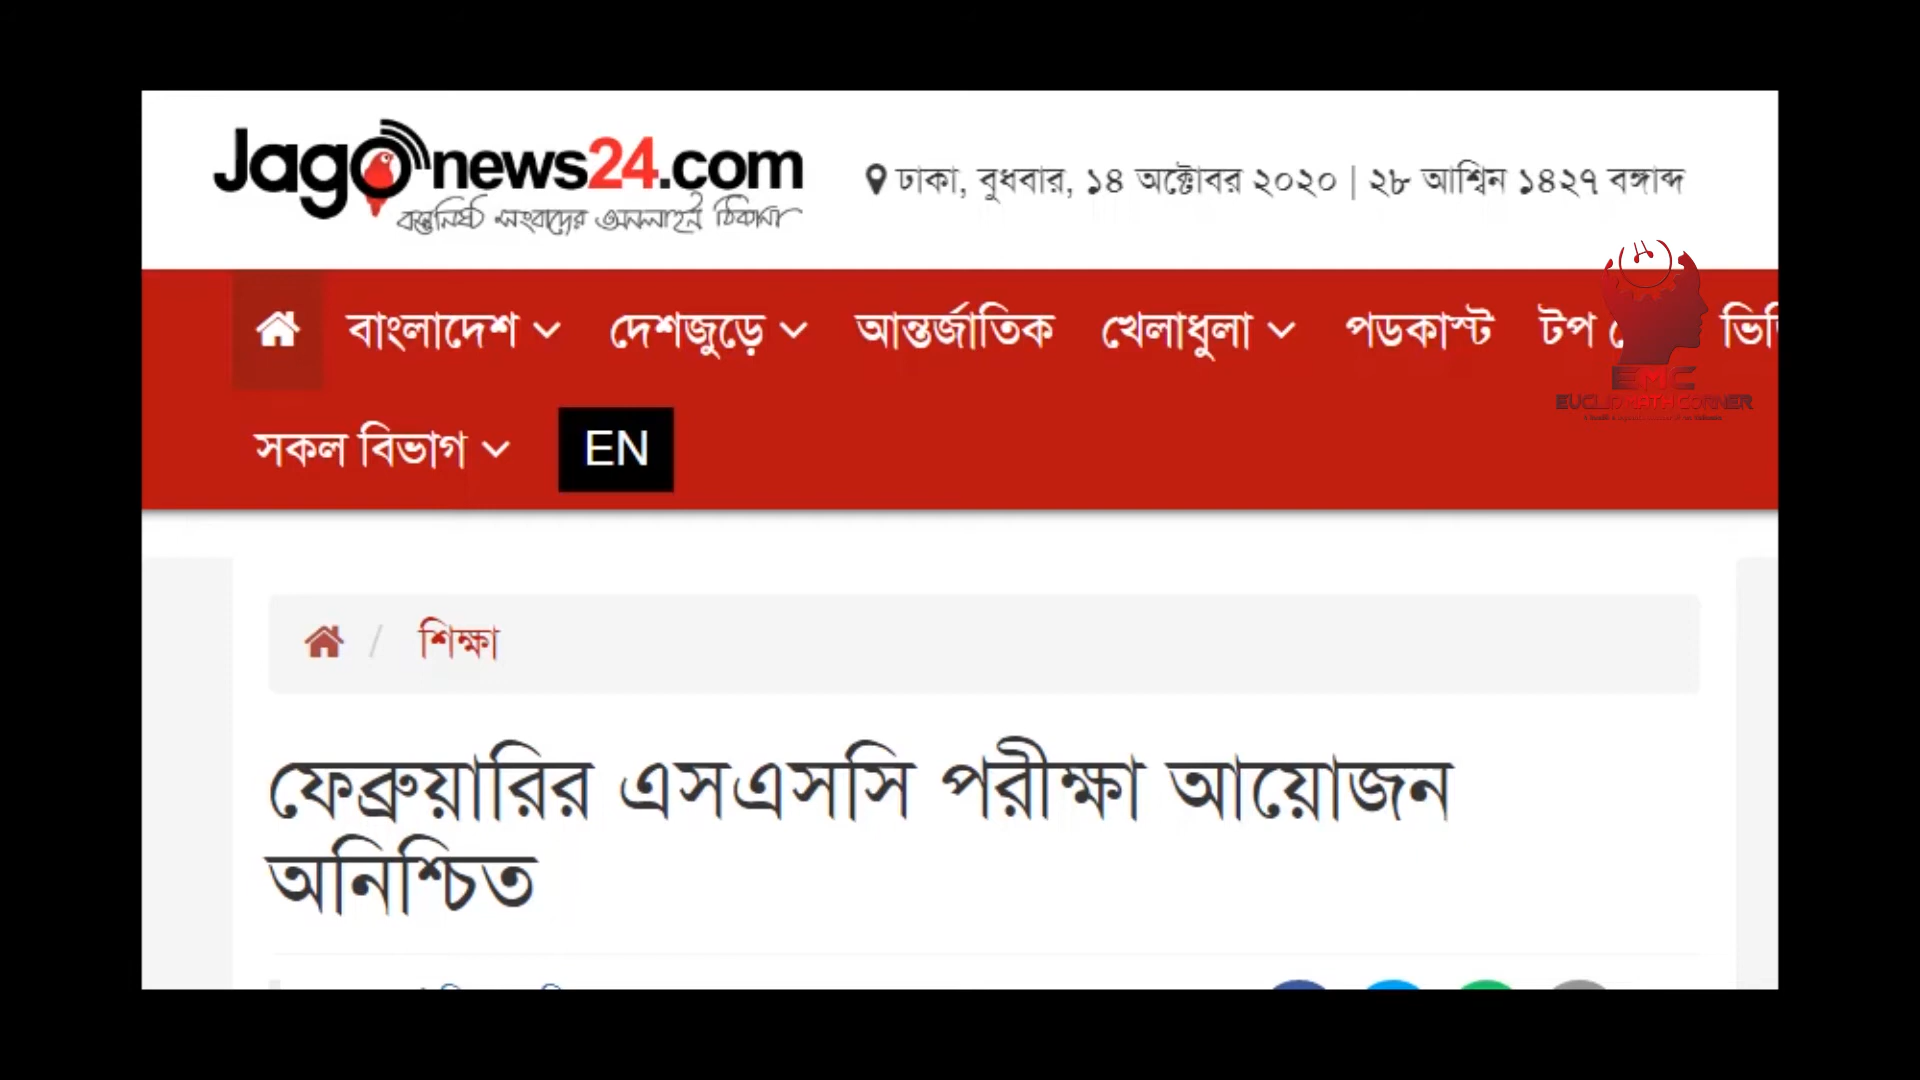 Jagonews24.com
বস্তুনিষ্ঠ সংবাদের অনলাইন ঠিকানা
ঢাকা, বুধবার, ১৪ অক্টোবর ২০২০ | ২৮ আশ্বিন ১৪২৭ বঙ্গাব্দ
বাংলাদেশ দেশজুড়ে আন্তর্জাতিক খেলাধুলা পডকাস্ট টপ
EMC
EUCLID MATH CORNER
সকল বিভাগ EN
/ শিক্ষা
ফেব্রুয়ারির এসএসসি পরীক্ষা আয়োজন
অনিশ্চিত